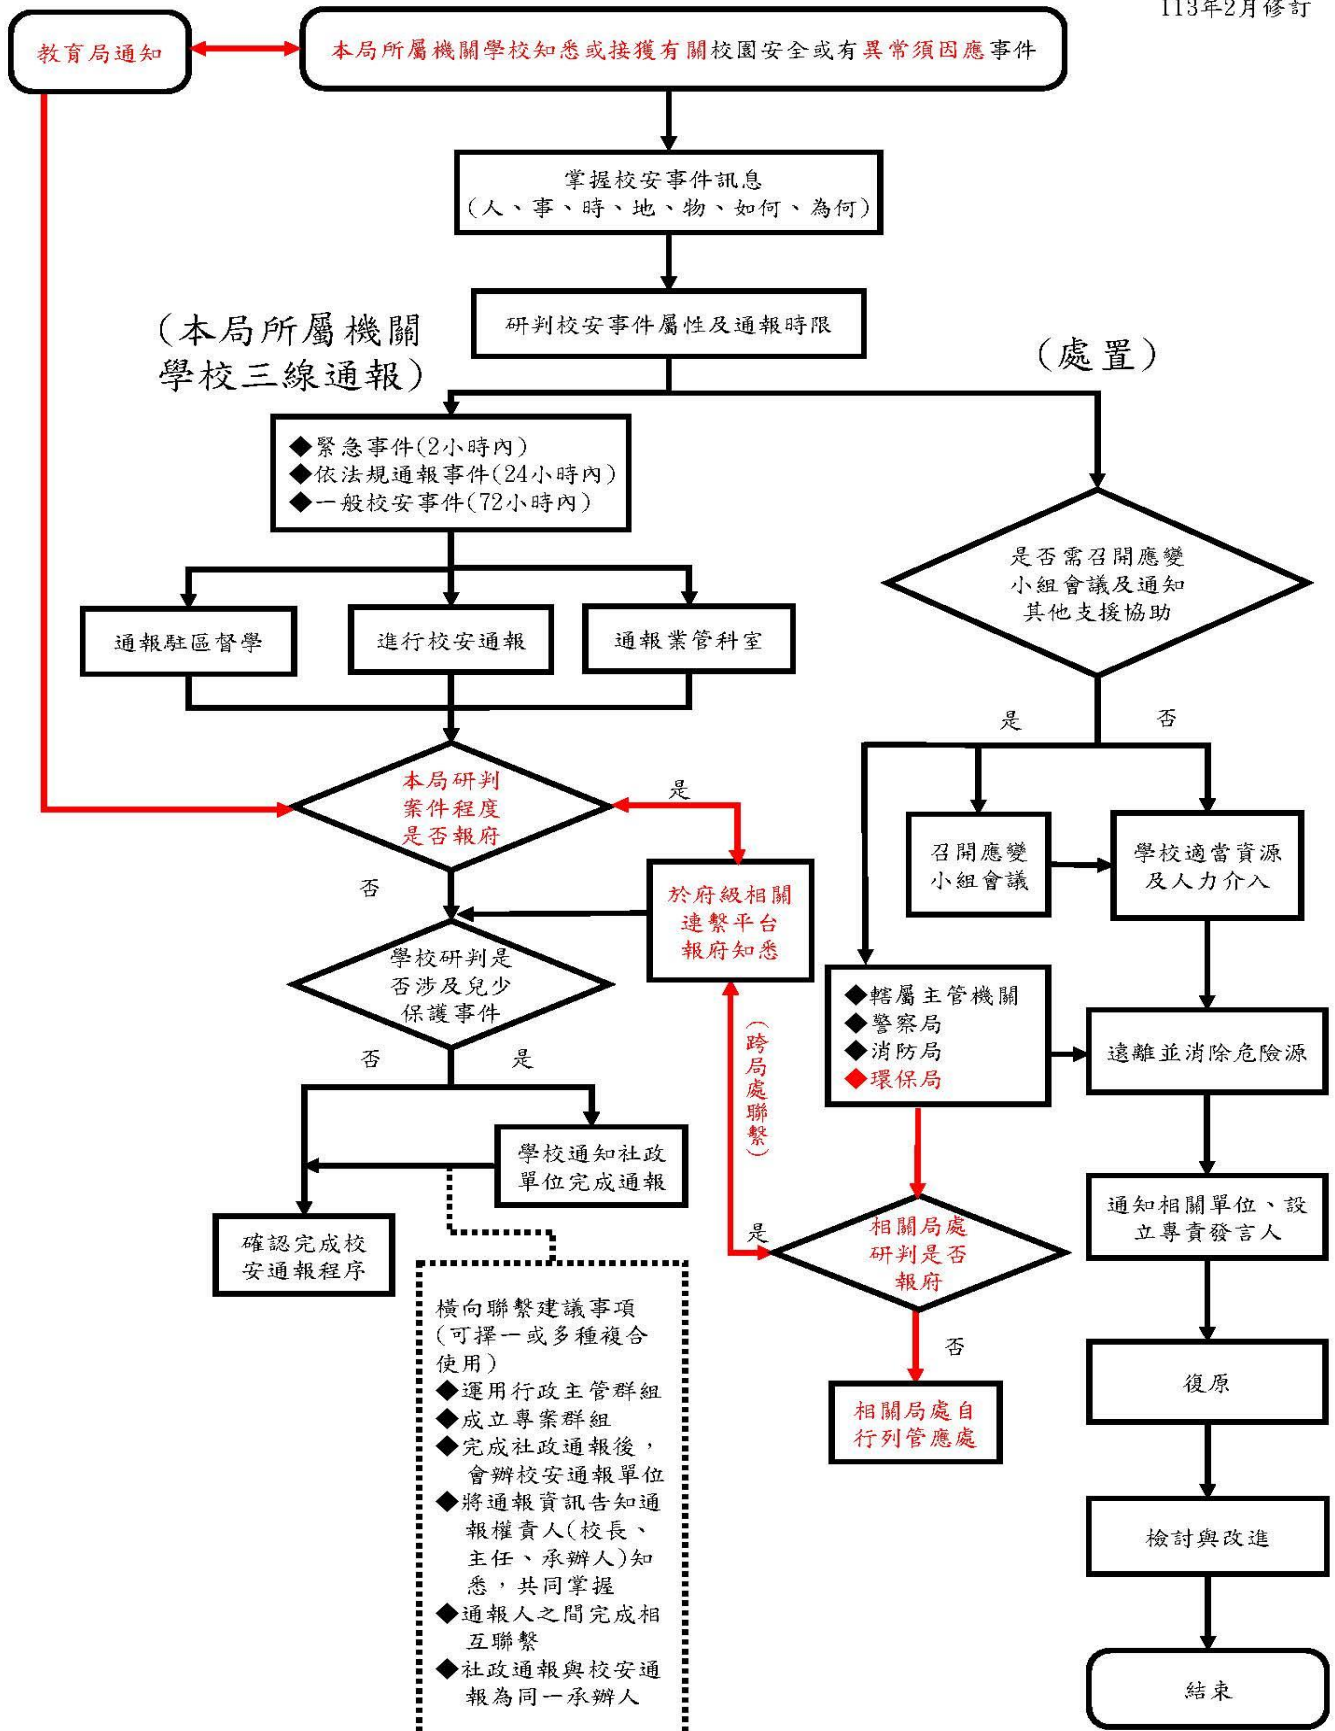 113年2月修訂
教育局通知
本局所屬機關學校知悉或接獲有關校園安全或有異常須因應事件
掌握校安事件訊息
(人、事、時、地、物、如何、為何)
研判校安事件屬性及通報時限
(本局所屬機關
學校三線通報)
(處置)
◆緊急事件(2小時內)
◆依法規通報事件(24小時內)
◆一般校安事件(72小時內)
是否需召開應變
小組會議及通知
其他支援協助
通報駐區督學
進行校安通報
通報業管科室
是
否
本局研判
案件程度
是否報府
是
否
召開應變
小組會議
學校適當資源
及人力介入
於府級相關
連繫平台
報府知悉
學校研判是
否涉及兒少
保護事件
否
是
(跨局處聯繫)
◆轄屬主管機關
◆警察局
◆消防局
◆環保局
遠離並消除危險源
學校通知社政
單位完成通報
確認完成校
安通報程序
是
相關局處
研判是否
報府
否
通知相關單位、設
立專責發言人
橫向聯繫建議事項
(可擇一或多種複合
使用)
◆運用行政主管群組
◆成立專案群組
◆完成社政通報後，
會辦校安通報單位
◆將通報資訊告知通
報權責人(校長、
主任、承辦人)知
悉，共同掌握
◆通報人之間完成相
互聯繫
◆社政通報與校安通
報為同一承辦人
相關局處自
行列管應處
復原
檢討與改進
結束